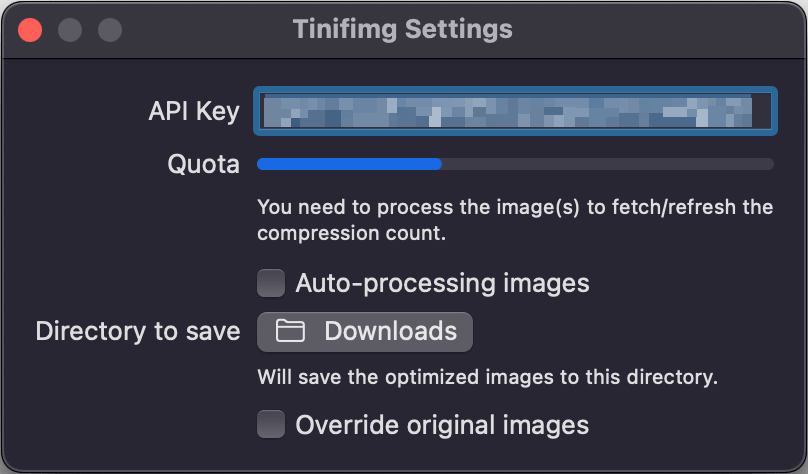 Tinifimg Settings
API Key
Quota
You need to process the image(s) to fetch/refresh the
compression count.
Auto-processing images
Directory to save
Downloads
Will save the optimized images to this directory.
Override original images